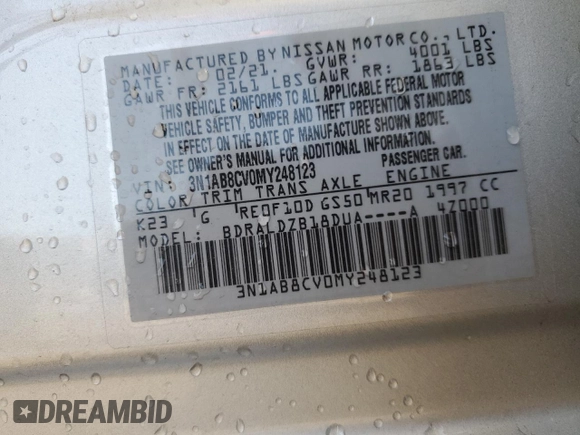 MANUFACTURED BY NISSAN MOTOR CO., LTD.
DATE: 02/21. GVWR: 4001 LBS
GAWR FR: 2161 LBS GAWR RR: 1863 LBS
THIS VEHICLE CONFORMS TO ALL APPLICABLE FEDERAL MOTOR
VEHICLE SAFETY, BUMPER AND THEFT PREVENTION STANDARDS
IN EFFECT ON THE DATE OF MANUFACTURE SHOWN ABOVE.
SEE OWNER'S MANUAL FOR ADDITIONAL INFORMATION.
VIN: 3N1AB8CV0MY248123 PASSENGER CAR.
COLOR/TRIM TRANS AXLE ENGINE
K23 G RE0F10D GS50 MR20 1997 CC
MODEL: BDRALDZB18DUA----A 4Z000
3N1AB8CV0MY248123
DREAMBID